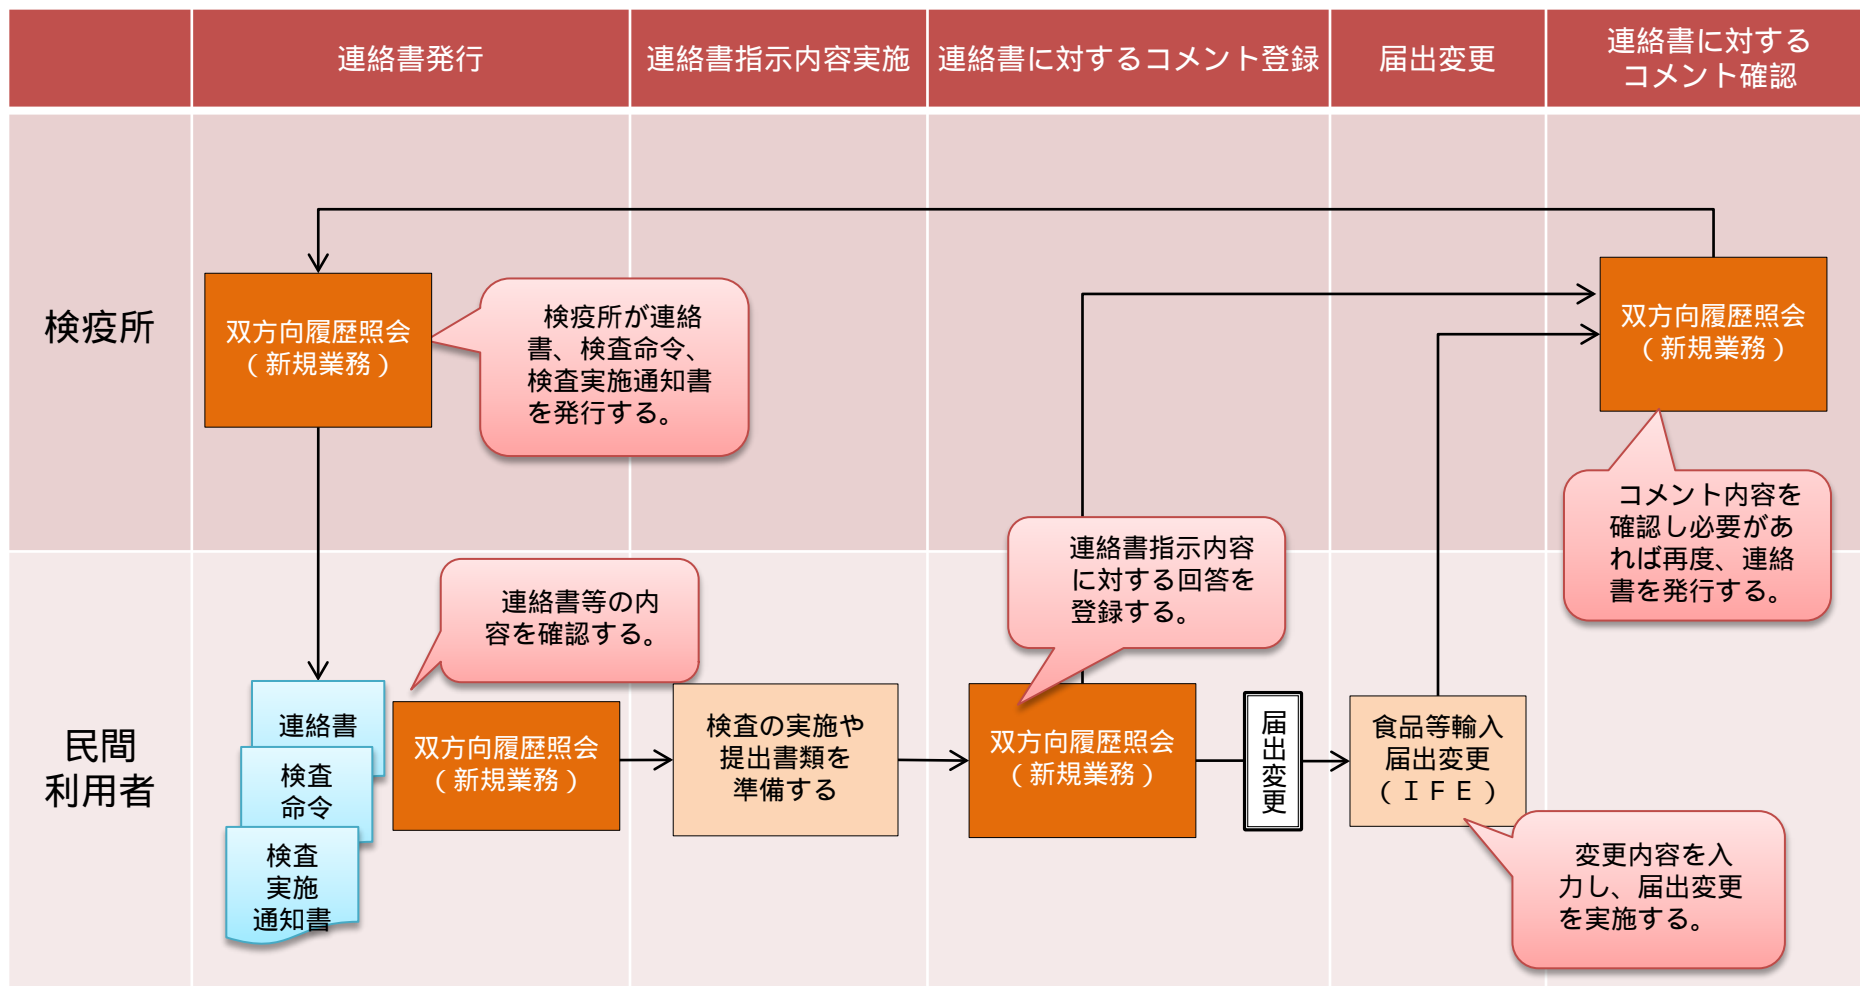 連絡書発行
連絡書指示内容実施
連絡書に対するコメント登録
届出変更
連絡書に対する
コメント確認
検疫所
双方向履歴照会
（新規業務）
検疫所が連絡
書、検査命令、
検査実施通知書
を発行する。
双方向履歴照会
（新規業務）
コメント内容を
確認し必要があ
れば再度、連絡
書を発行する。
民間
利用者
連絡書
検査
命令
検査
実施
通知書
連絡書等の内
容を確認する。
双方向履歴照会
（新規業務）
検査の実施や
提出書類を
準備する
連絡書指示内容
に対する回答を
登録する。
双方向履歴照会
（新規業務）
届出変更
食品等輸入
届出変更
（ＩＦＥ）
変更内容を入
力し、届出変更
を実施する。